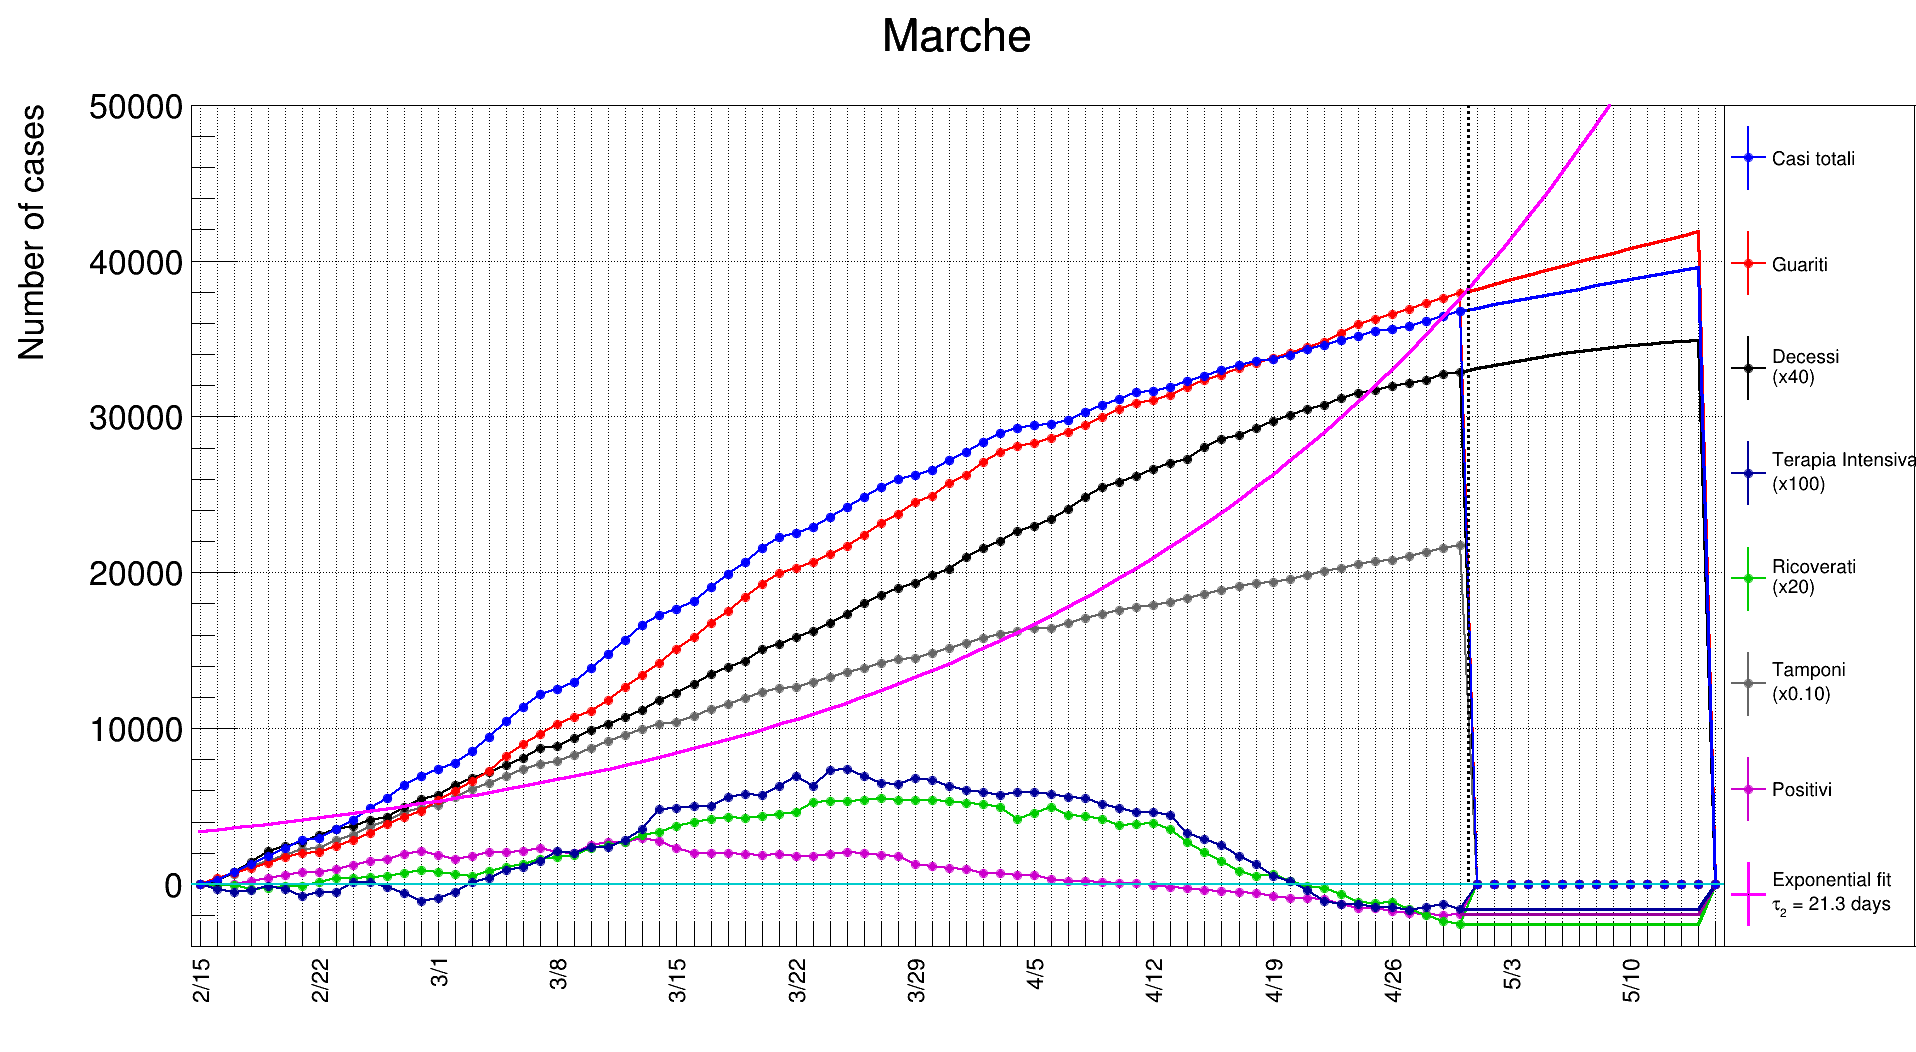 Marche
Number of cases
50000
40000
30000
20000
10000
0
2/15
2/22
3/1
3/8
3/15
3/22
3/29
4/5
4/12
4/19
4/26
5/3
5/10
Casi totali
Guariti
Decessi
(x40)
Terapia Intensiva
(x100)
Ricoverati
(x20)
Tamponi
(x0.10)
Positivi
Exponential fit
τ2 = 21.3 days